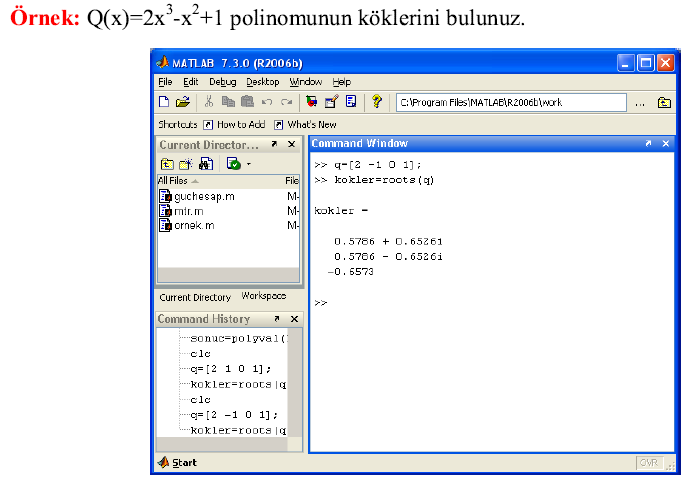 Örnek: Q(x)=2x³-x²+1 polinomunun köklerini bulunuz.
MATLAB 7.3.0 (R2006b)
File Edit Debug Desktop Window Help
C:\Program Files\MATLAB\R2006b\work ...
Shortcuts How to Add What's New
Current Director...
All Files File
guchesap.m M-
mtr.m M-
ornek.m M-
Current Directory Workspace
Command History
sonuc=polyval(
clc
q=[2 1 0 1];
kokler=roots(q
clc
q=[2 -1 0 1];
kokler=roots(q
Command Window
>> q=[2 -1 0 1];
>> kokler=roots(q)
kokler =
0.5786 + 0.6526i
0.5786 - 0.6526i
-0.6573
>>
Start
OVR